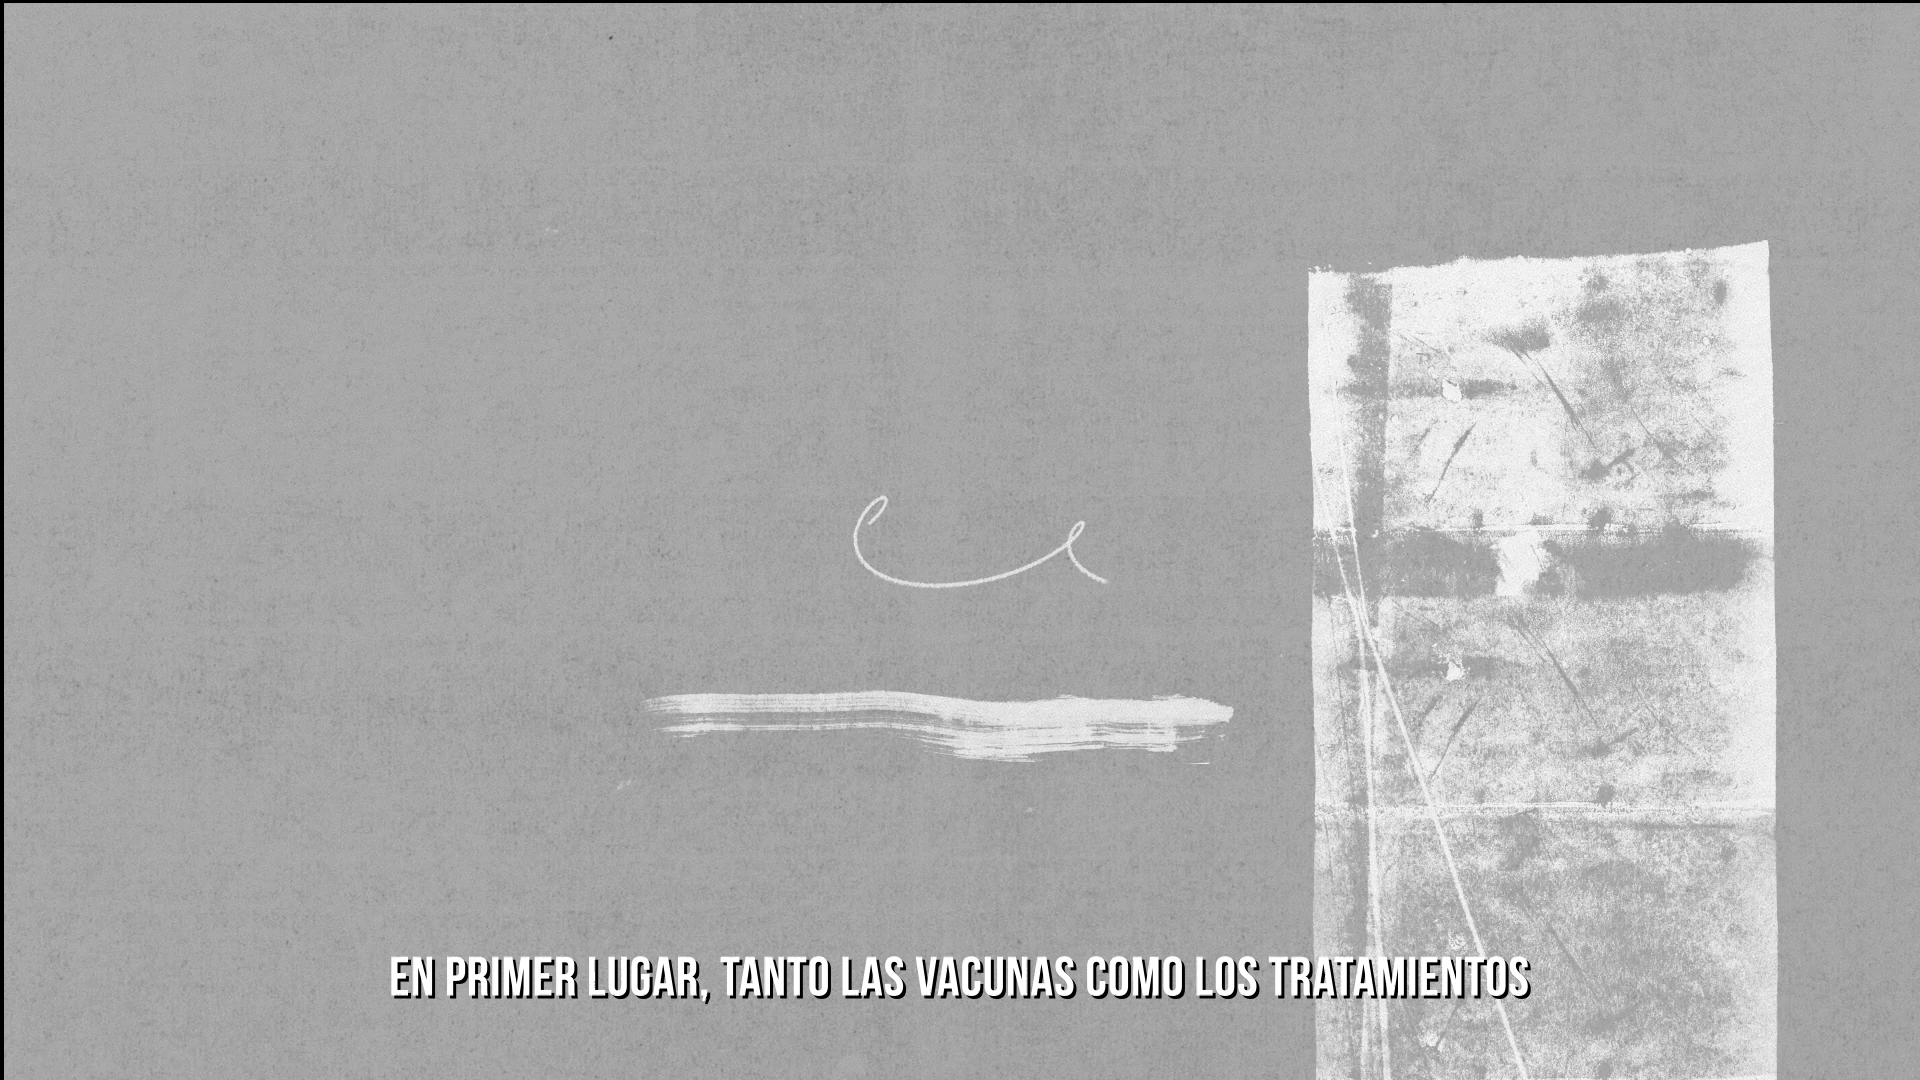 EN PRIMER LUGAR, TANTO LAS VACUNAS COMO LOS TRATAMIENTOS